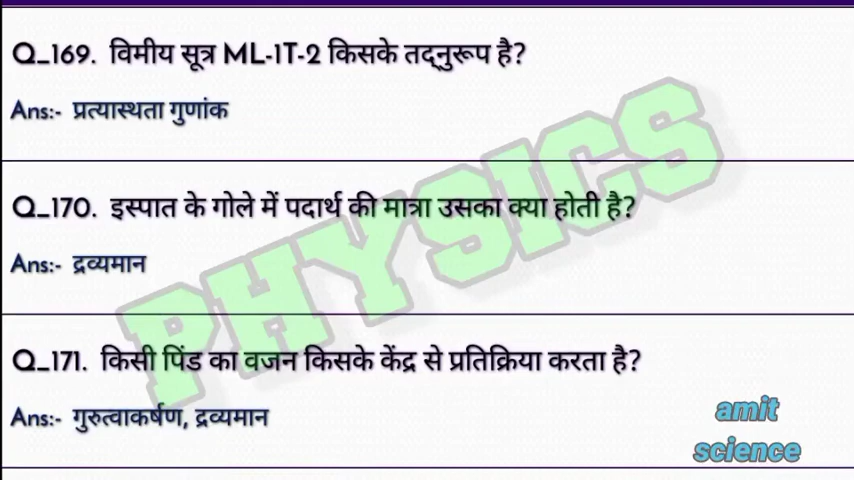 Q_169. विमीय सूत्र ML-1T-2 किसके तद्नुरूप है?
Ans:- प्रत्यास्थता गुणांक
Q_170. इस्पात के गोले में पदार्थ की मात्रा उसका क्या होती है?
Ans:- द्रव्यमान
Q_171. किसी पिंड का वजन किसके केंद्र से प्रतिक्रिया करता है?
Ans:- गुरुत्वाकर्षण, द्रव्यमान
PHYSICS
amit
science